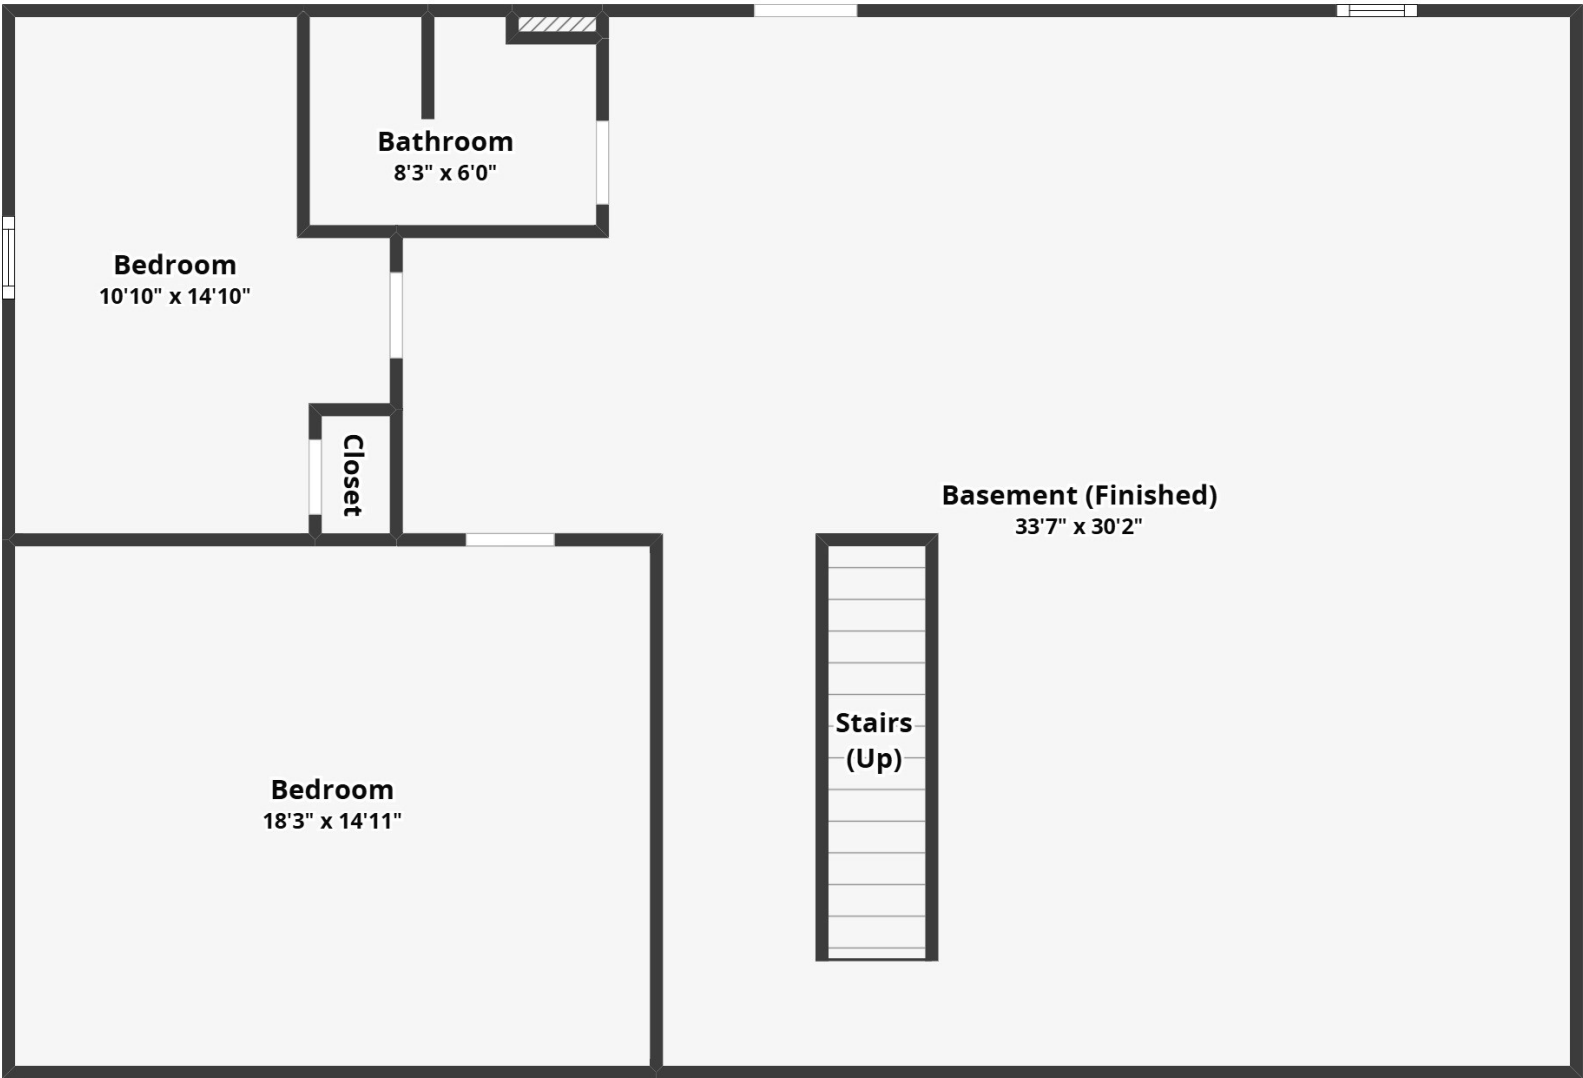 Bathroom
8'3" x 6'0"
Bedroom
10'10" x 14'10"
Closet
Basement (Finished)
33'7" x 30'2"
Stairs
(Up)
Bedroom
18'3" x 14'11"